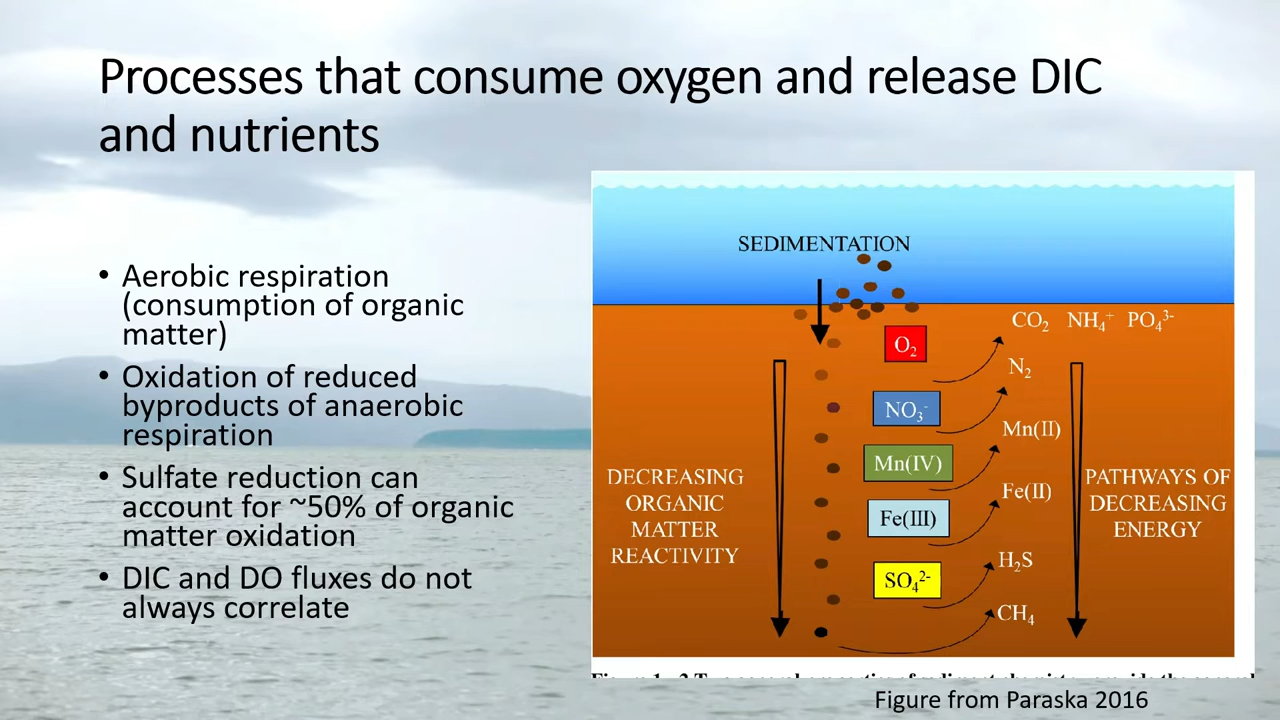 Processes that consume oxygen and release DIC
and nutrients
• Aerobic respiration
(consumption of organic
matter)
• Oxidation of reduced
byproducts of anaerobic
respiration
• Sulfate reduction can
account for ~50% of organic
matter oxidation
• DIC and DO fluxes do not
always correlate
SEDIMENTATION
O₂
CO₂ NH₄⁺ PO₄³⁻
N₂
NO₃⁻
Mn(II)
Mn(IV)
Fe(II)
Fe(III)
H₂S
SO₄²⁻
CH₄
DECREASING
ORGANIC
MATTER
REACTIVITY
PATHWAYS OF
DECREASING
ENERGY
Figure from Paraska 2016